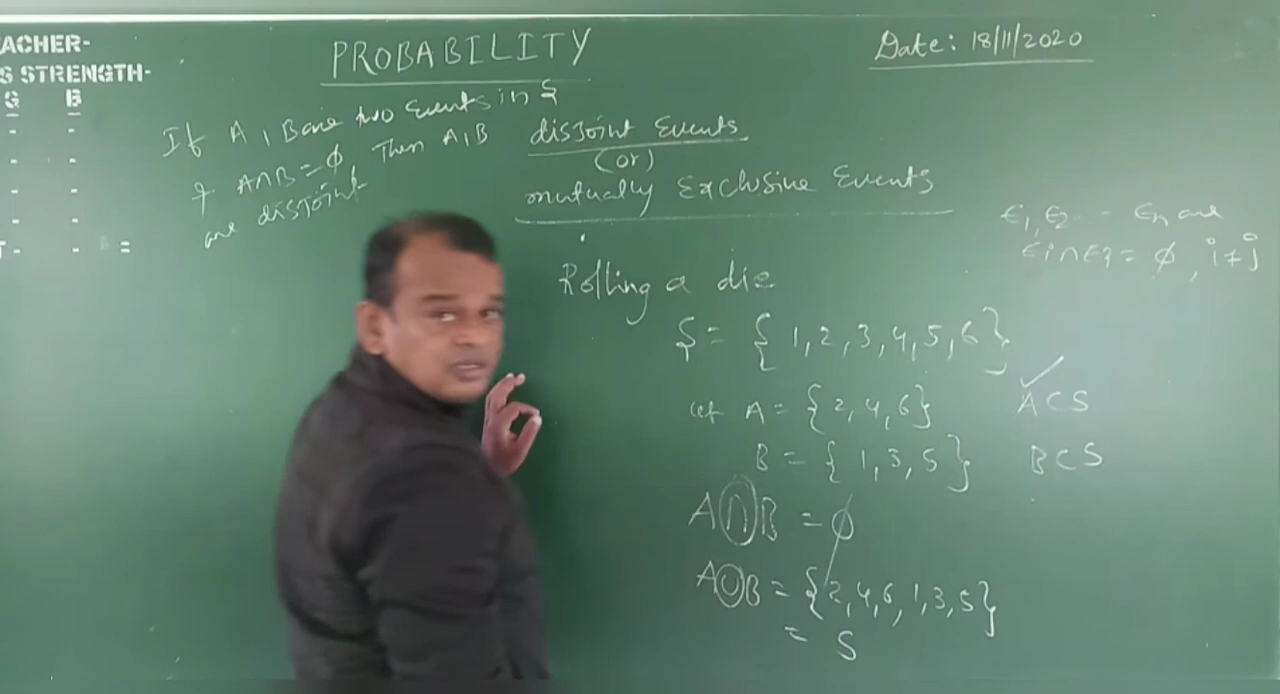 ACHER-
S STRENGTH-
G B
PROBABILITY
Date: 18/11/2020
If A, B are two Events in S
& A∩B = ϕ, Then A, B
are disjoint
disjoint Events
(or)
mutually Exclusive Events
E1, E2 - - En are
Ei∩Ej = ϕ, i≠j
Rolling a die
S = {1,2,3,4,5,6}
let A = {2,4,6} A⊂S
B = {1,3,5} B⊂S
A∩B = ϕ
A∪B = {2,4,6,1,3,5}
= S